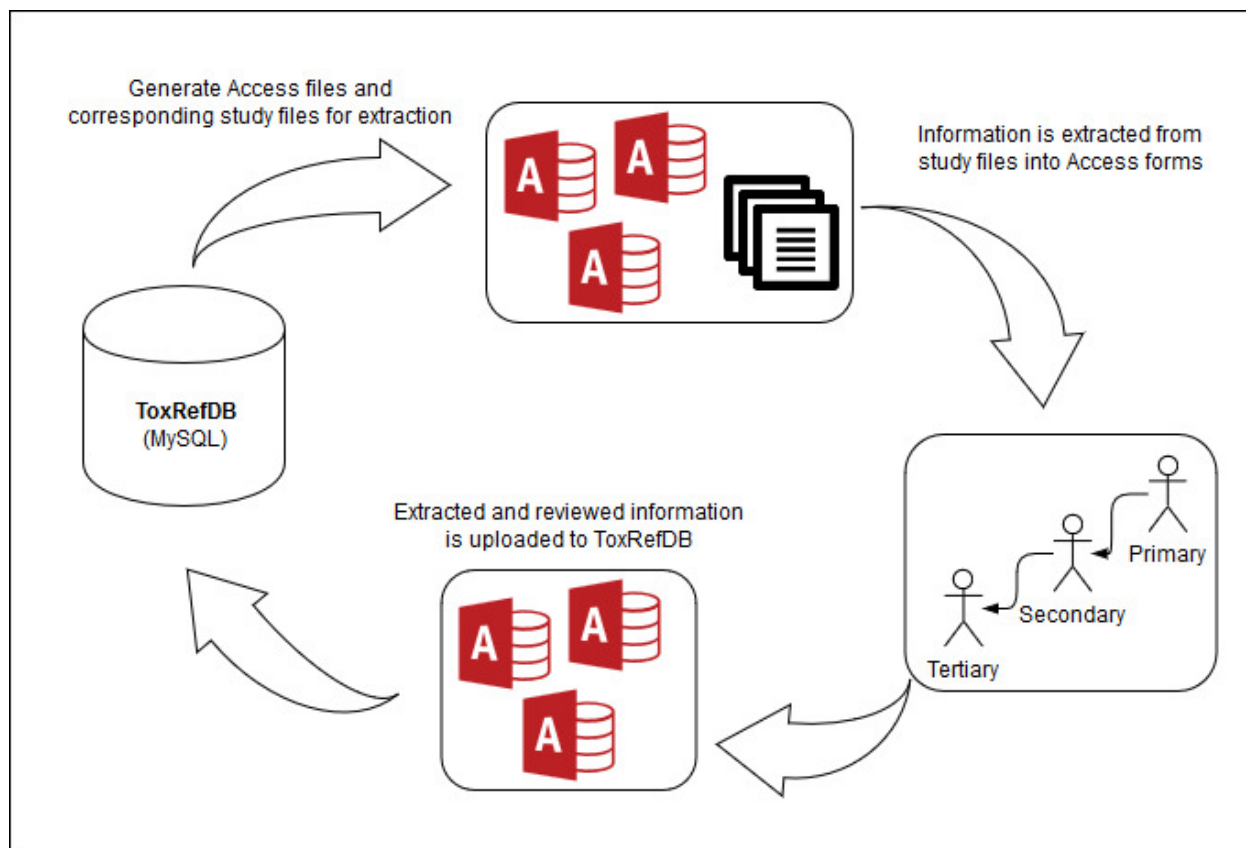 Generate Access files and
corresponding study files for extraction
A
A
A
Information is extracted from
study files into Access forms
ToxRefDB
(MySQL)
Primary
Secondary
Tertiary
Extracted and reviewed information
is uploaded to ToxRefDB
A
A
A